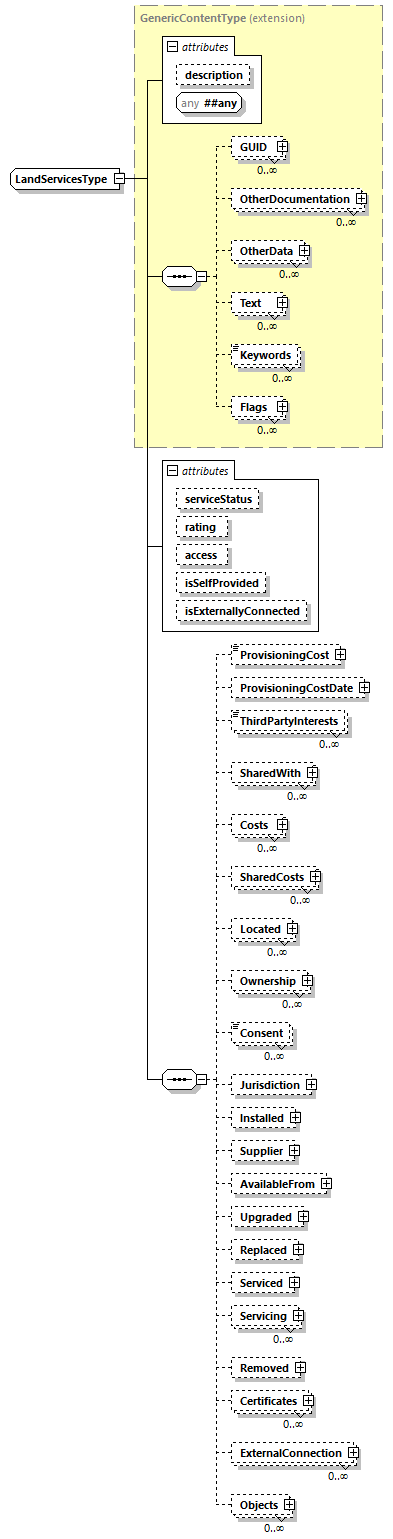 GenericContentType (extension)
attributes
description
any ##any
LandServicesType
GUID
0..∞
OtherDocumentation
0..∞
OtherData
0..∞
Text
0..∞
Keywords
0..∞
Flags
0..∞
attributes
serviceStatus
rating
access
isSelfProvided
isExternallyConnected
ProvisioningCost
ProvisioningCostDate
ThirdPartyInterests
0..∞
SharedWith
0..∞
Costs
0..∞
SharedCosts
0..∞
Located
0..∞
Ownership
0..∞
Consent
0..∞
Jurisdiction
Installed
Supplier
AvailableFrom
Upgraded
Replaced
Serviced
Servicing
0..∞
Removed
Certificates
0..∞
ExternalConnection
0..∞
Objects
0..∞